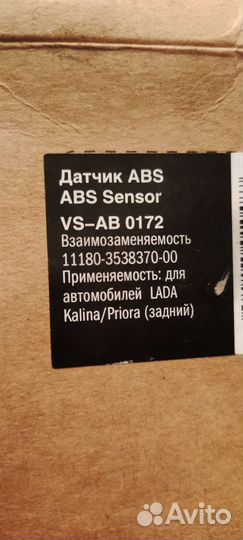 Датчик ABS
ABS Sensor
VS–AB 0172
Взаимозаменяемость
11180-3538370-00
Применяемость: для
автомобилей LADA
Kalina/Priora (задний)
Avito